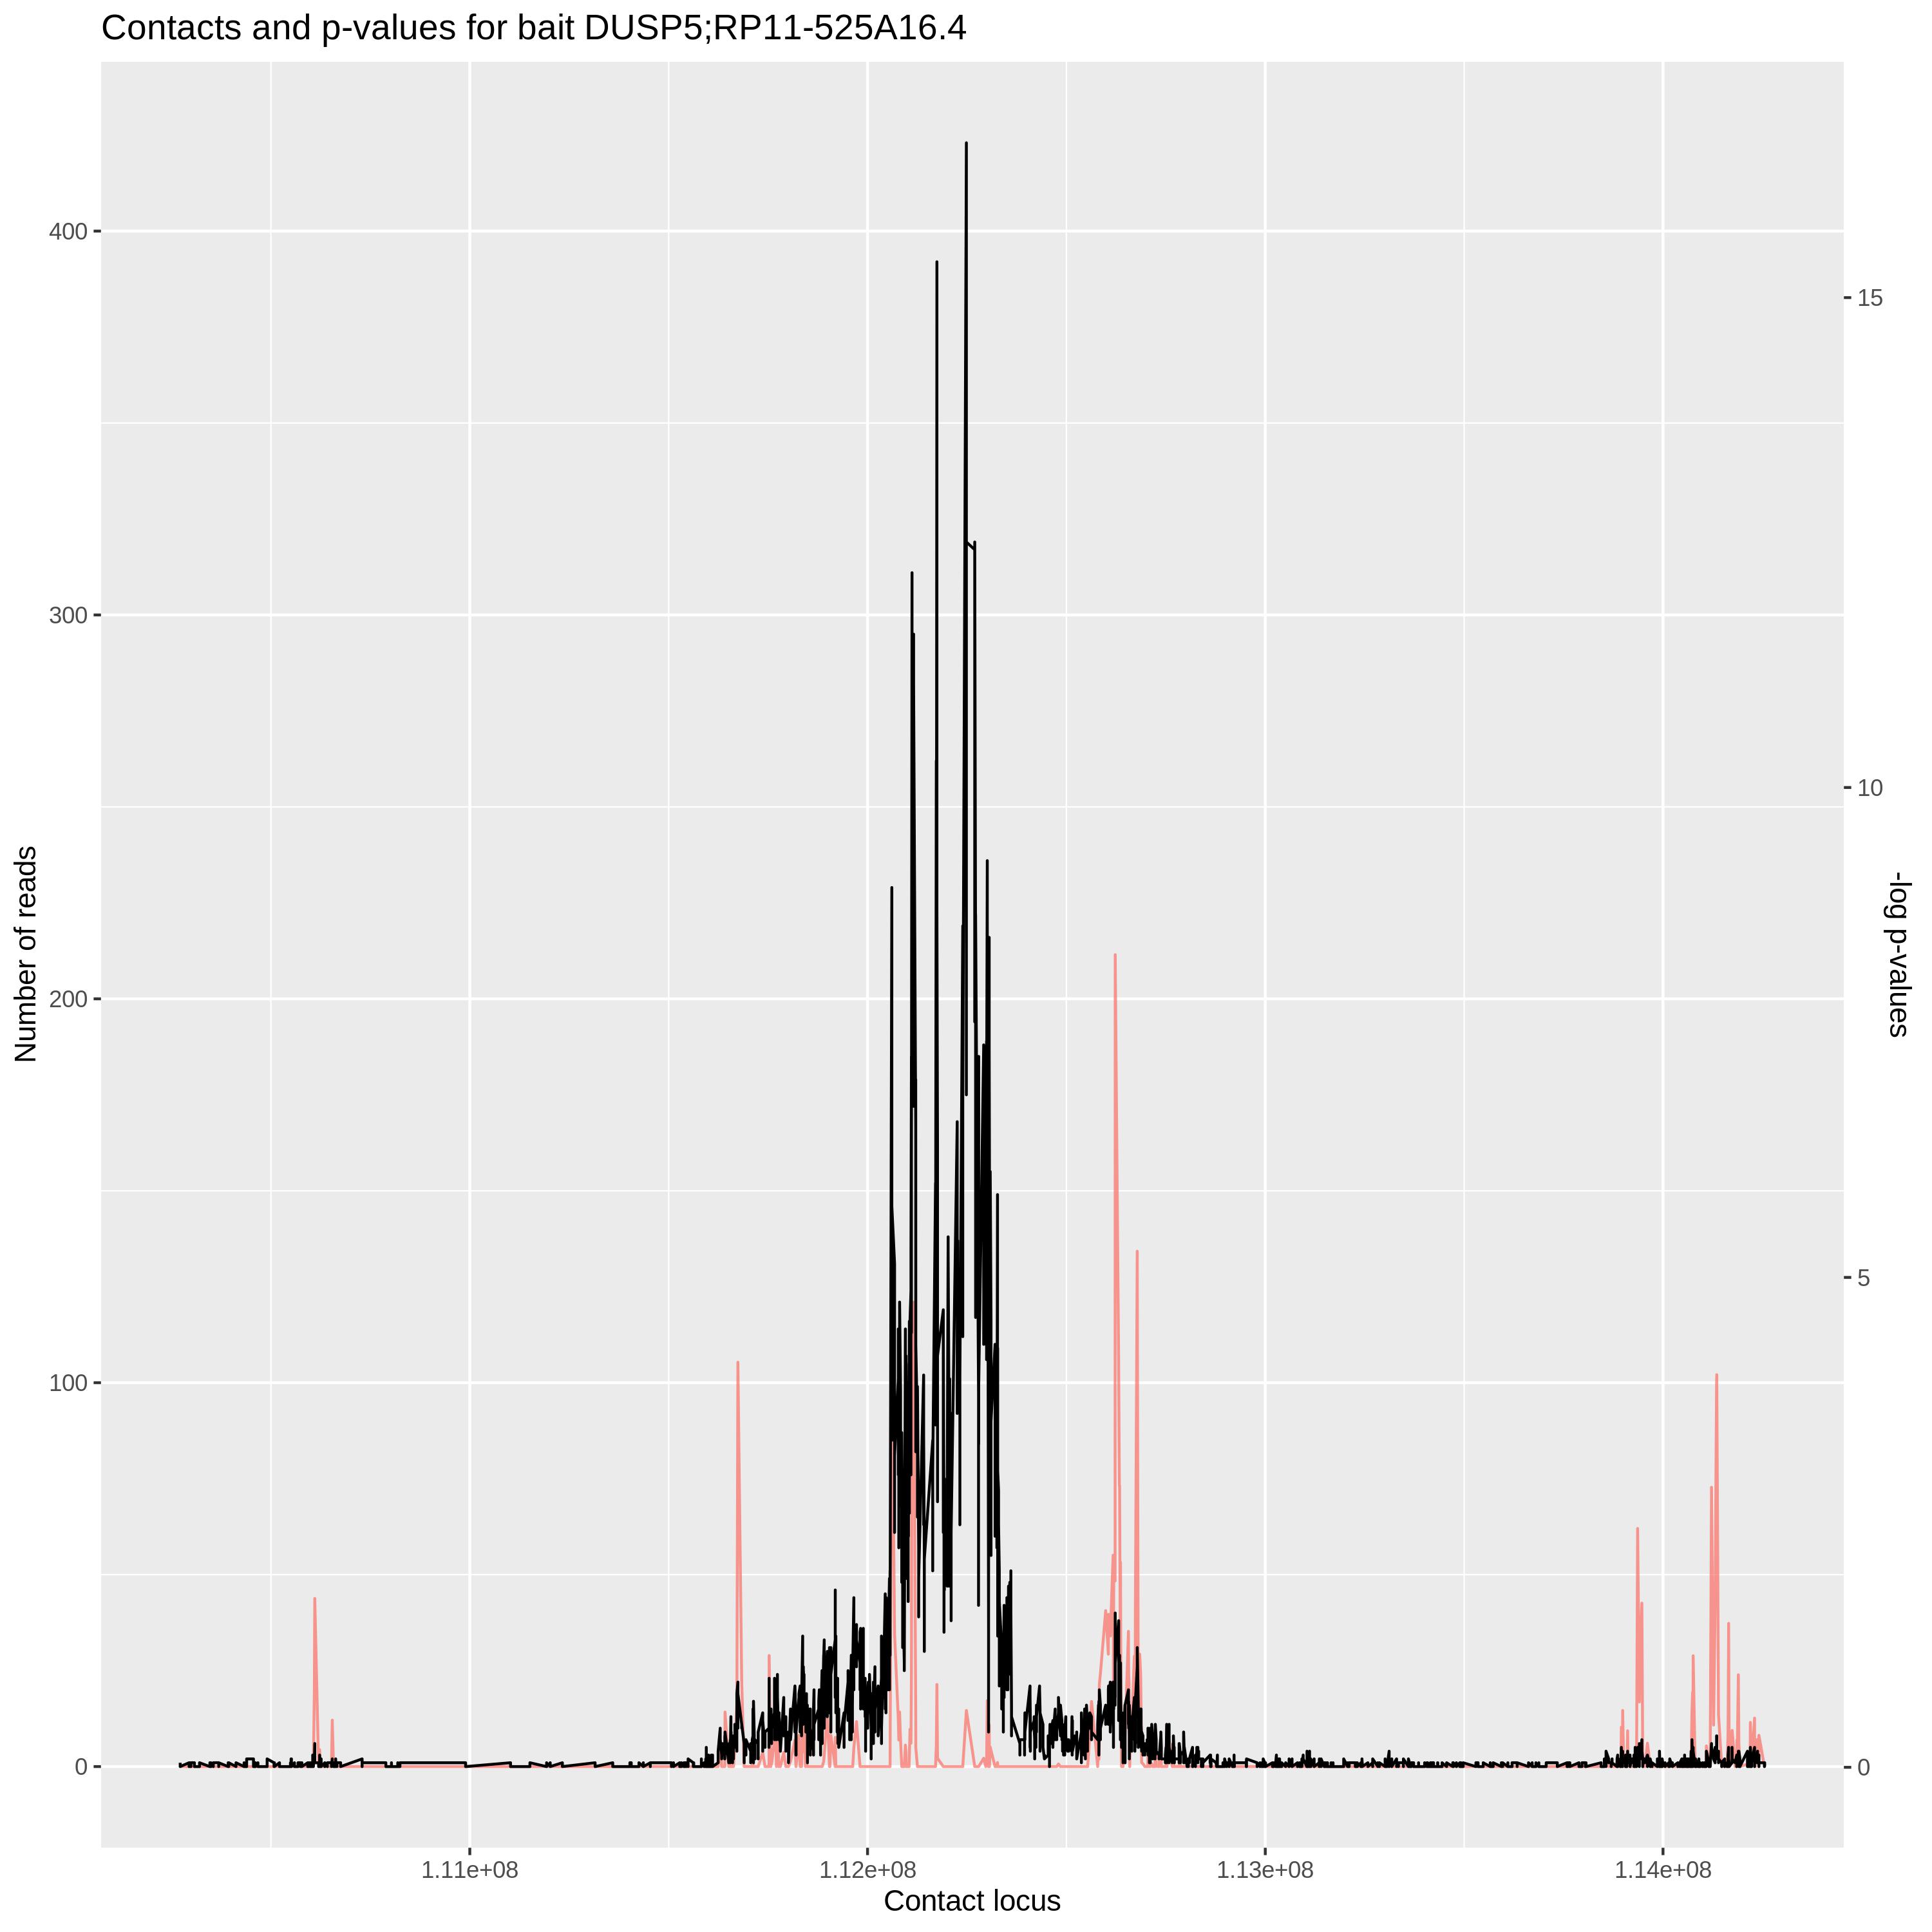 Contacts and p-values for bait DUSP5;RP11-525A16.4
400
300
200
100
0
Number of reads
15
10
5
0
-log p-values
1.11e+08 1.12e+08 1.13e+08 1.14e+08
Contact locus